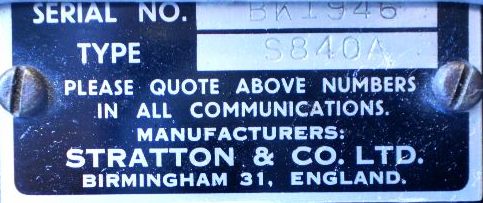 SERIAL NO. BK1946
TYPE S840A
PLEASE QUOTE ABOVE NUMBERS
IN ALL COMMUNICATIONS.
MANUFACTURERS:
STRATTON & CO. LTD.
BIRMINGHAM 31, ENGLAND.